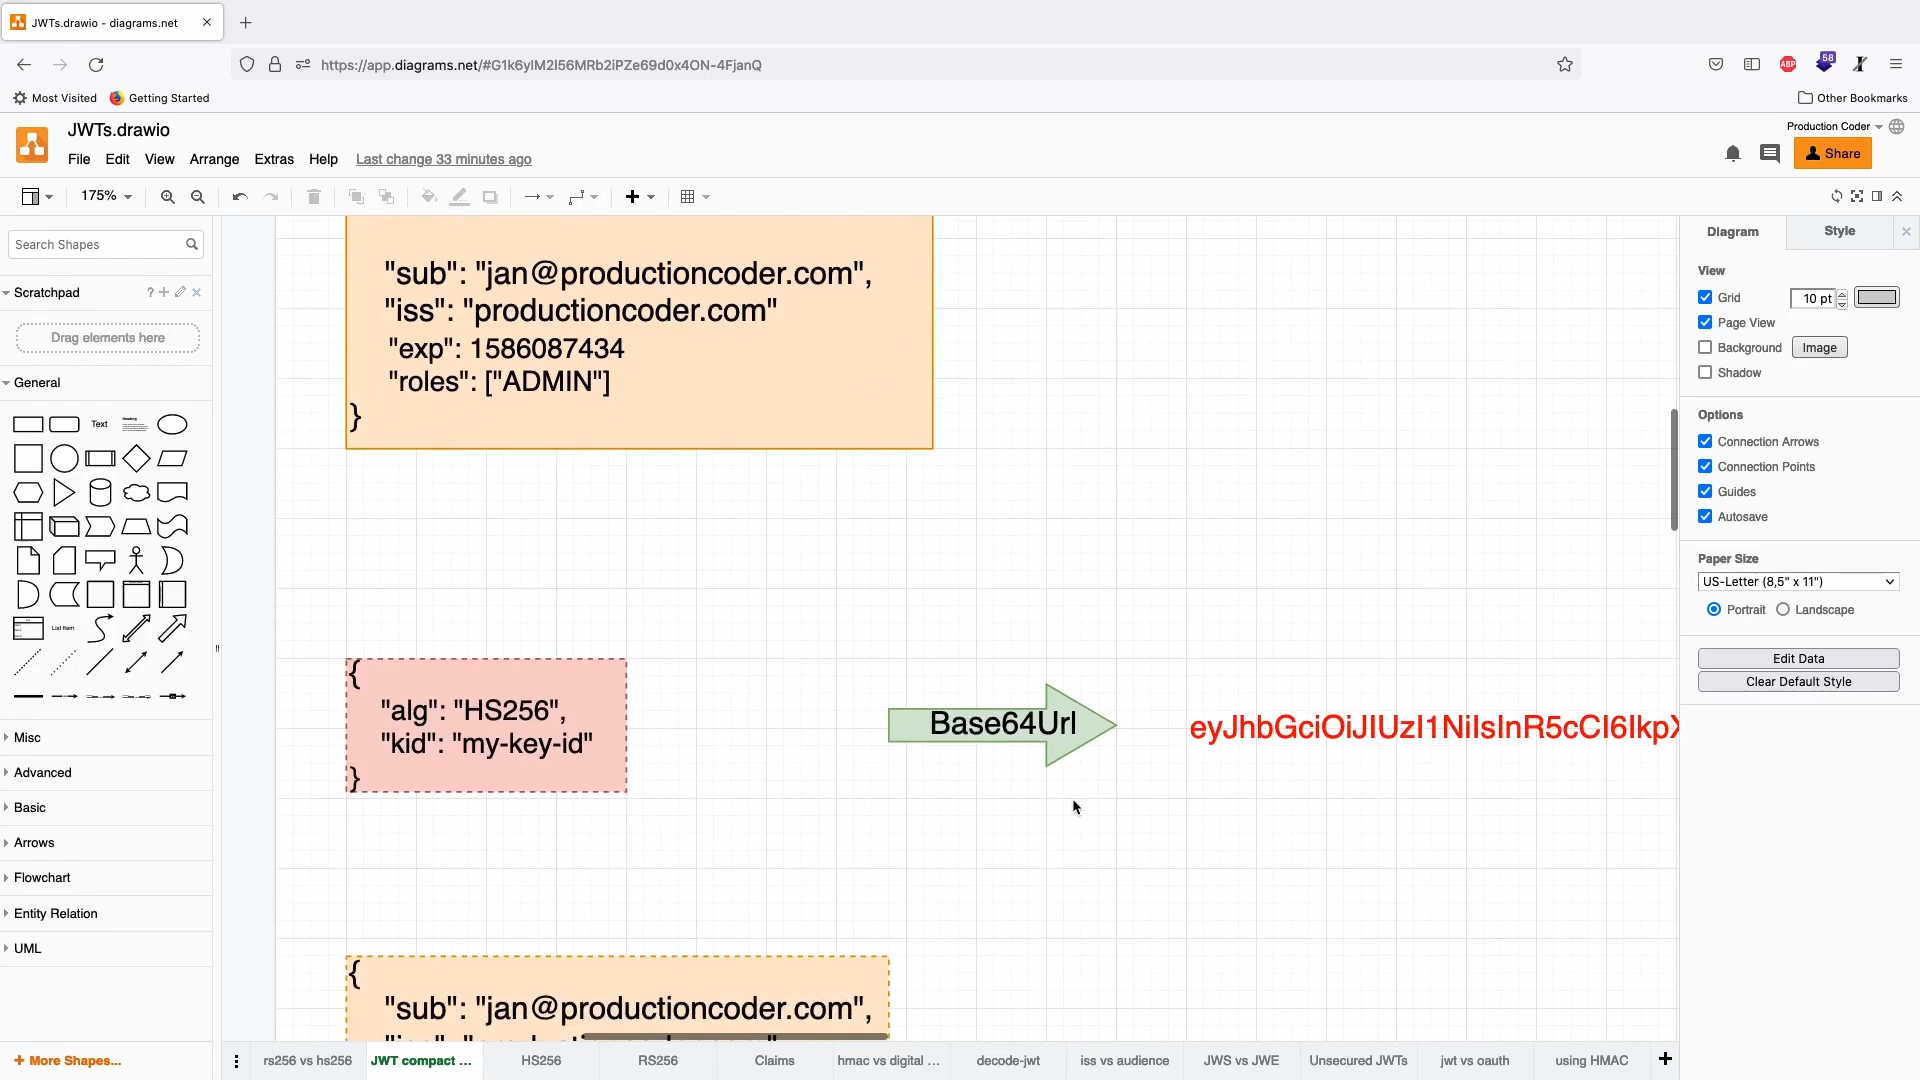 JWTs.drawio - diagrams.net
https://app.diagrams.net/#G1k6ylM2I56MRb2iPZe69d0x4ON-4FjanQ
ABP
58
Most Visited
Getting Started
Other Bookmarks
JWTs.drawio
Production Coder
File
Edit
View
Arrange
Extras
Help
Last change 33 minutes ago
Share
175%
Search Shapes
Scratchpad
?
Drag elements here
General
Text
Heading
List Item
Misc
Advanced
Basic
Arrows
Flowchart
Entity Relation
UML
+ More Shapes...
"sub": "jan@productioncoder.com",
"iss": "productioncoder.com"
"exp": 1586087434
"roles": ["ADMIN"]
}
{
"alg": "HS256",
"kid": "my-key-id"
}
Base64Url
eyJhbGciOiJIUzI1NiIsInR5cCI6IkpX
{
"sub": "jan@productioncoder.com",
Diagram
Style
View
Grid
10 pt
Page View
Background
Image
Shadow
Options
Connection Arrows
Connection Points
Guides
Autosave
Paper Size
US-Letter (8,5" x 11")
Portrait
Landscape
Edit Data
Clear Default Style
rs256 vs hs256
JWT compact ...
HS256
RS256
Claims
hmac vs digital ...
decode-jwt
iss vs audience
JWS vs JWE
Unsecured JWTs
jwt vs oauth
using HMAC